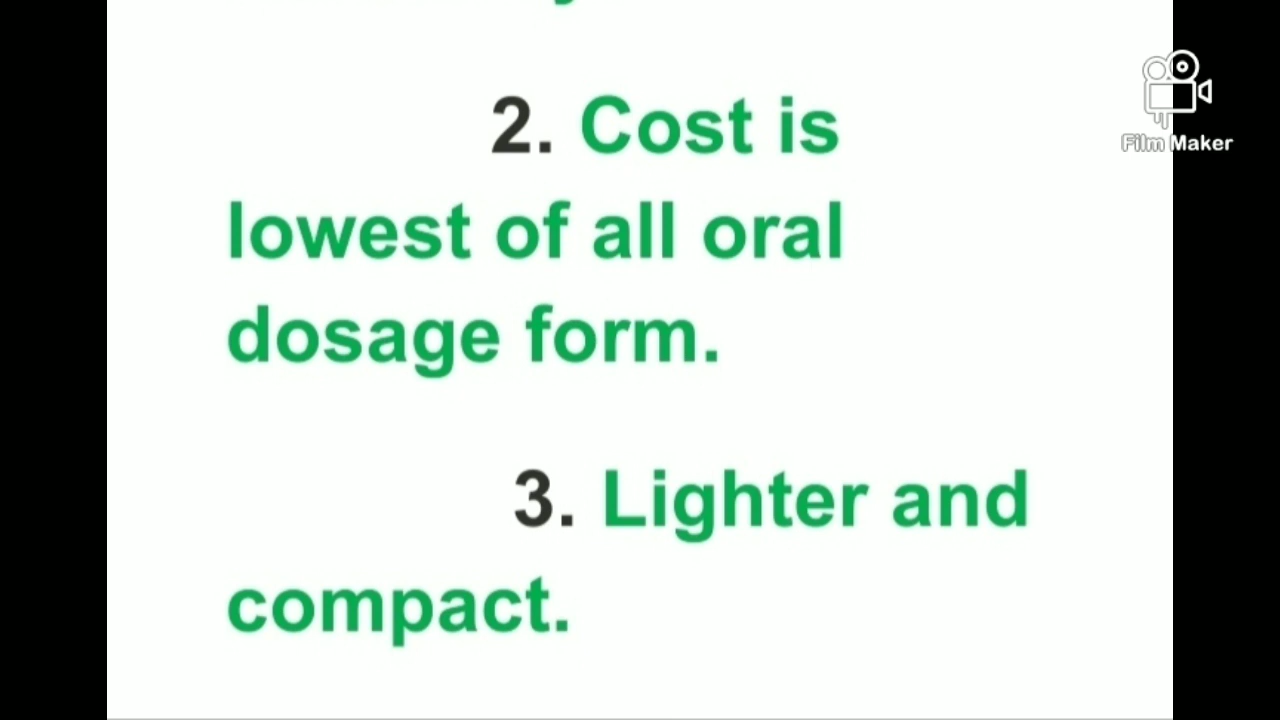 2. Cost is
lowest of all oral
dosage form.
3. Lighter and
compact.
Film Maker